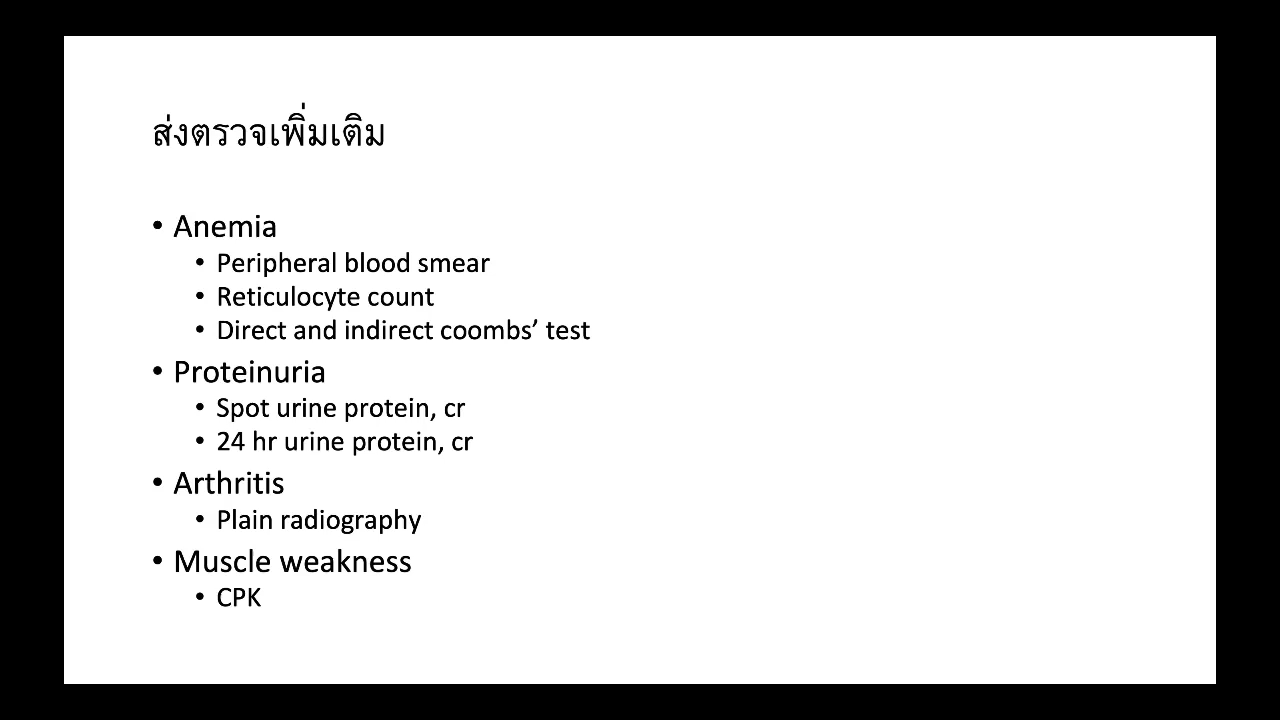 ส่งตรวจเพิ่มเติม
• Anemia
• Peripheral blood smear
• Reticulocyte count
• Direct and indirect coombs’ test
• Proteinuria
• Spot urine protein, cr
• 24 hr urine protein, cr
• Arthritis
• Plain radiography
• Muscle weakness
• CPK